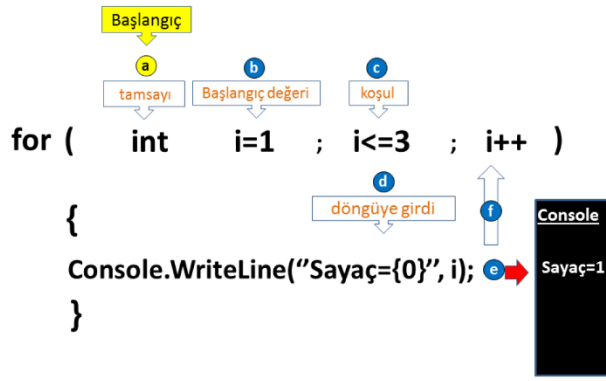 Başlangıç
a b c
tamsayı Başlangıç değeri koşul
for ( int i=1 ; i<=3 ; i++ )
d
döngüye girdi f
{ Console
Console.WriteLine(‘’Sayaç={0}’’, i); e Sayaç=1
}